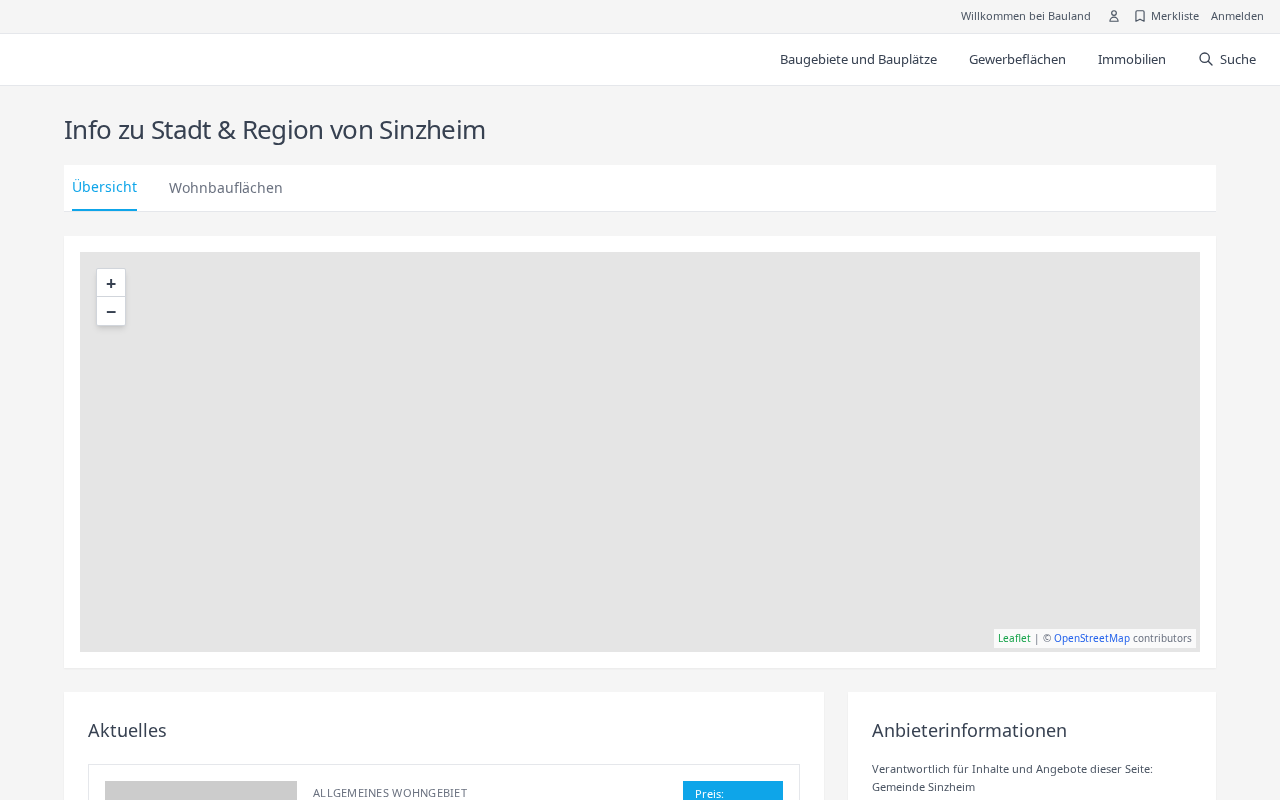 Willkommen bei Bauland
Merkliste
Anmelden
Baugebiete und Bauplätze
Gewerbeflächen
Immobilien
Suche
Info zu Stadt & Region von Sinzheim
Übersicht
Wohnbauflächen
+
−
Leaflet | © OpenStreetMap contributors
Aktuelles
ALLGEMEINES WOHNGEBIET
Preis:
Anbieterinformationen
Verantwortlich für Inhalte und Angebote dieser Seite:
Gemeinde Sinzheim